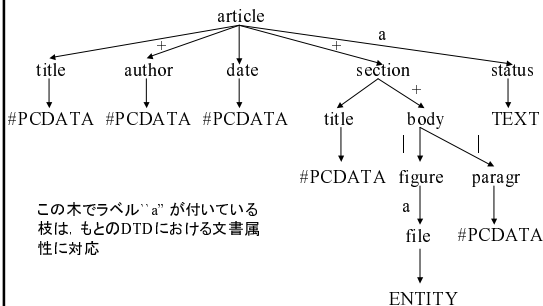 article
+ + a
title author date section status
+
#PCDATA #PCDATA #PCDATA title body TEXT
| |
#PCDATA figure paragr
a
file #PCDATA
ENTITY
この木でラベル``a” が付いている
枝は，もとのDTDにおける文書属
性に対応